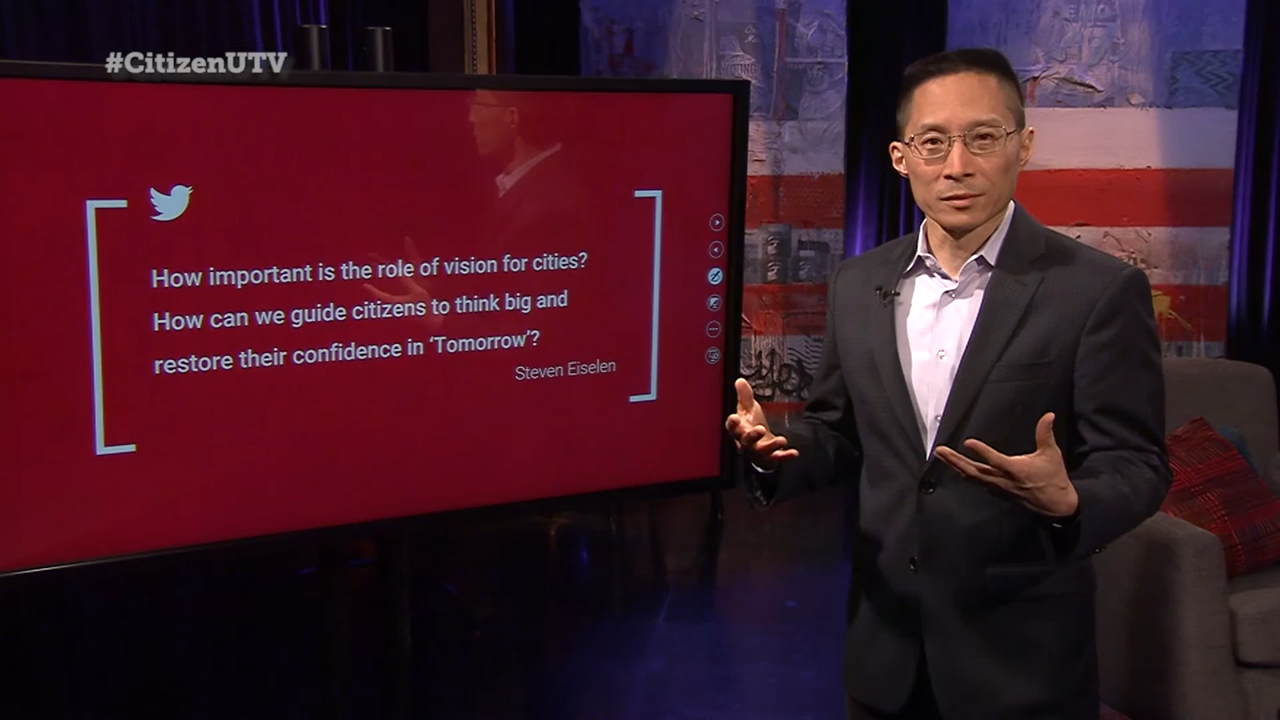 #CitizenUTV
How important is the role of vision for cities?
How can we guide citizens to think big and
restore their confidence in ‘Tomorrow’?
Steven Eiselen